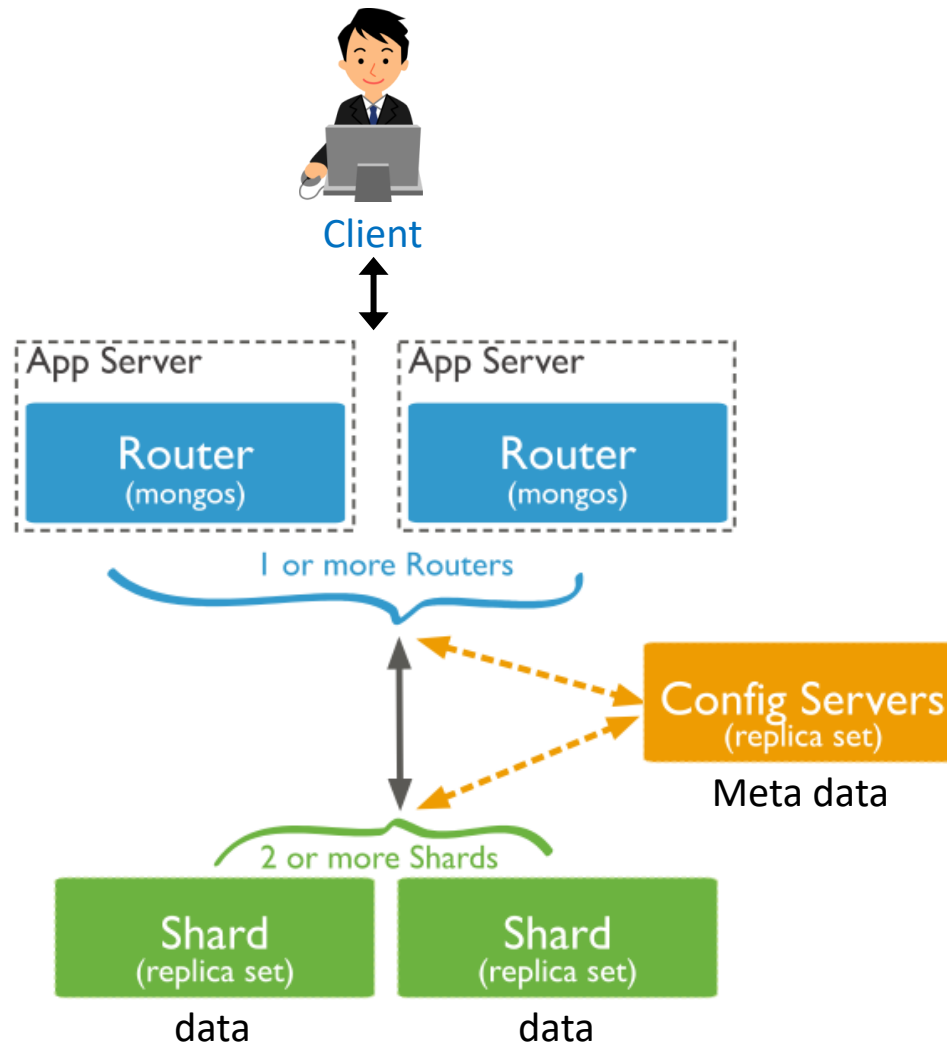 Client
App Server
App Server
Router
(mongos)
Router
(mongos)
1 or more Routers
Config Servers
(replica set)
Meta data
2 or more Shards
Shard
(replica set)
Shard
(replica set)
data
data